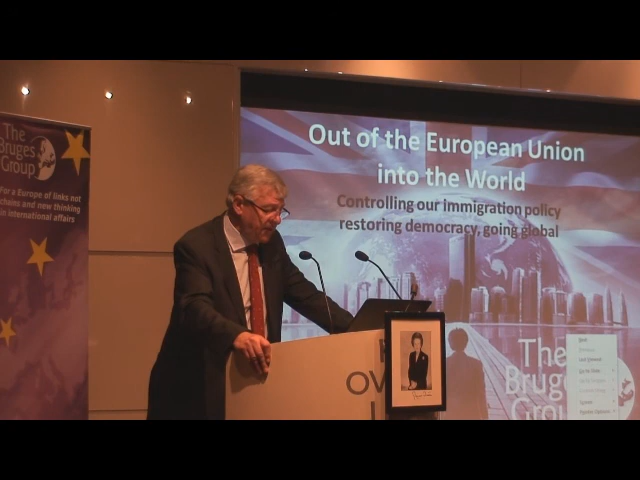 The
Bruges
Group
For a Europe of links not
chains and new thinking
in international affairs
Out of the European Union
into the World
Controlling our immigration policy
restoring democracy, going global
The
Bruges
Group
OV